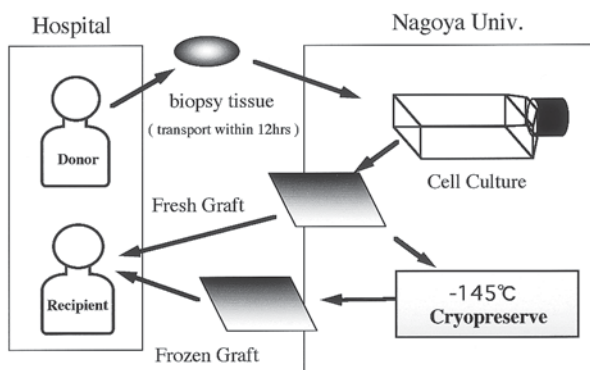 Hospital
Nagoya Univ.
biopsy tissue
( transport within 12hrs )
Donor
Cell Culture
Fresh Graft
Recipient
-145℃
Cryopreserve
Frozen Graft